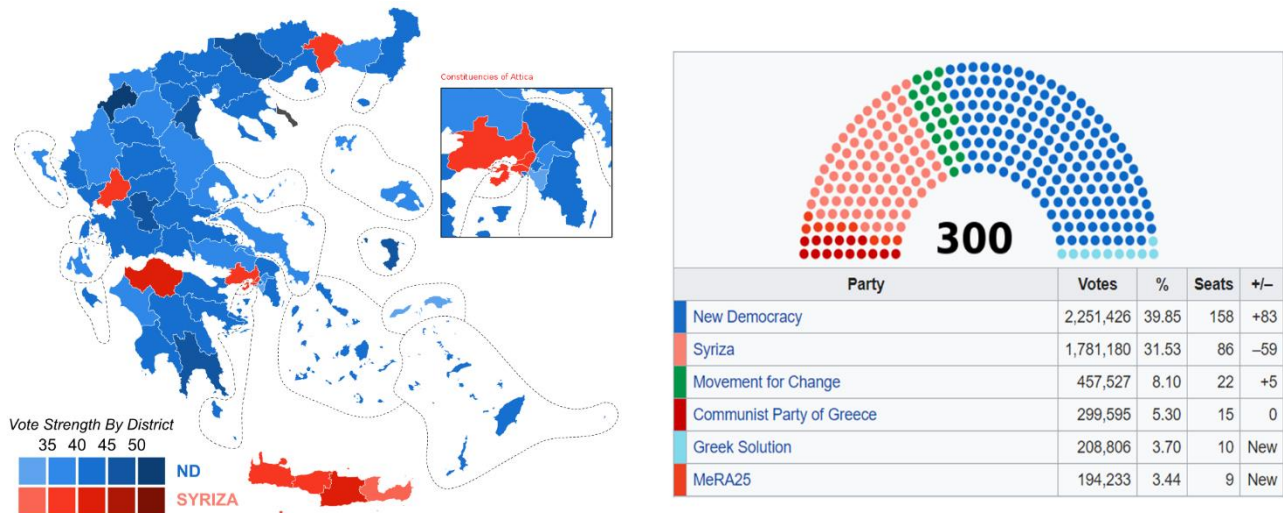 Constituencies of Attica
Vote Strength By District
35 40 45 50
ND
SYRIZA
300
Party Votes % Seats +/–
New Democracy 2,251,426 39.85 158 +83
Syriza 1,781,180 31.53 86 –59
Movement for Change 457,527 8.10 22 +5
Communist Party of Greece 299,595 5.30 15 0
Greek Solution 208,806 3.70 10 New
MeRA25 194,233 3.44 9 New